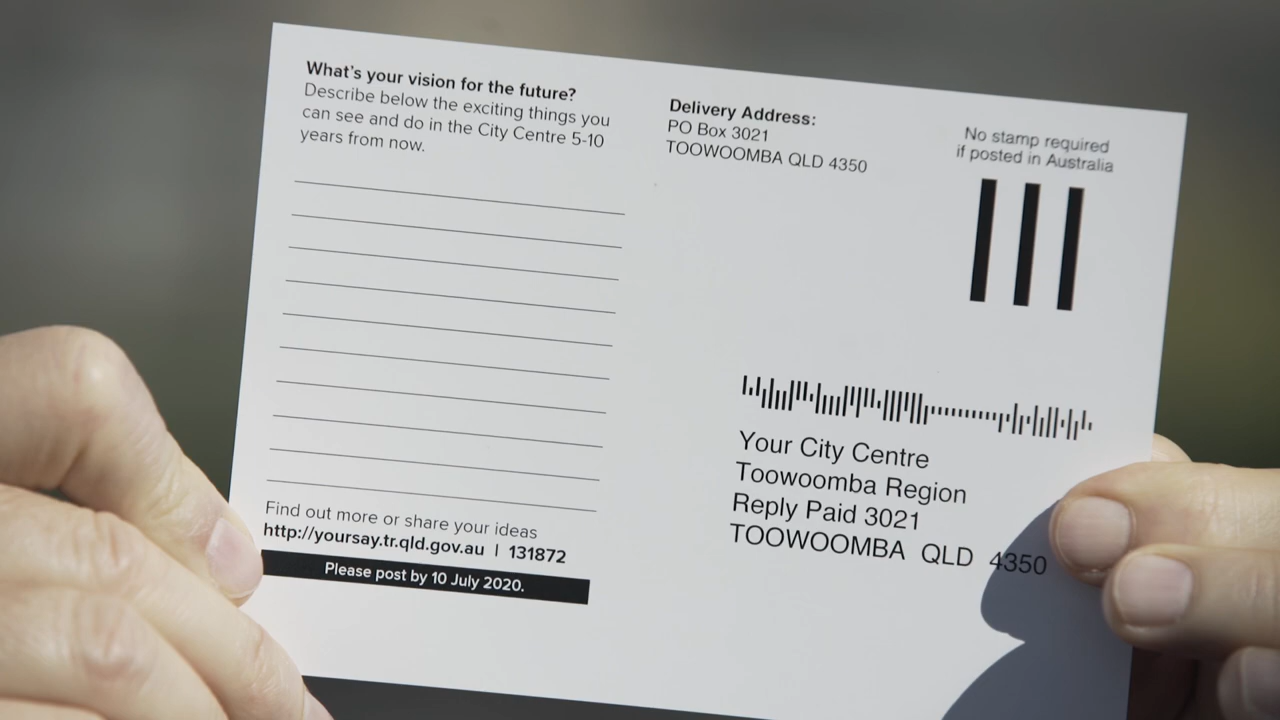 What's your vision for the future?
Describe below the exciting things you
can see and do in the City Centre 5-10
years from now.
Find out more or share your ideas
http://yoursay.tr.qld.gov.au | 131872
Please post by 10 July 2020.
Delivery Address:
PO Box 3021
TOOWOOMBA QLD 4350
No stamp required
if posted in Australia
Your City Centre
Toowoomba Region
Reply Paid 3021
TOOWOOMBA QLD 4350